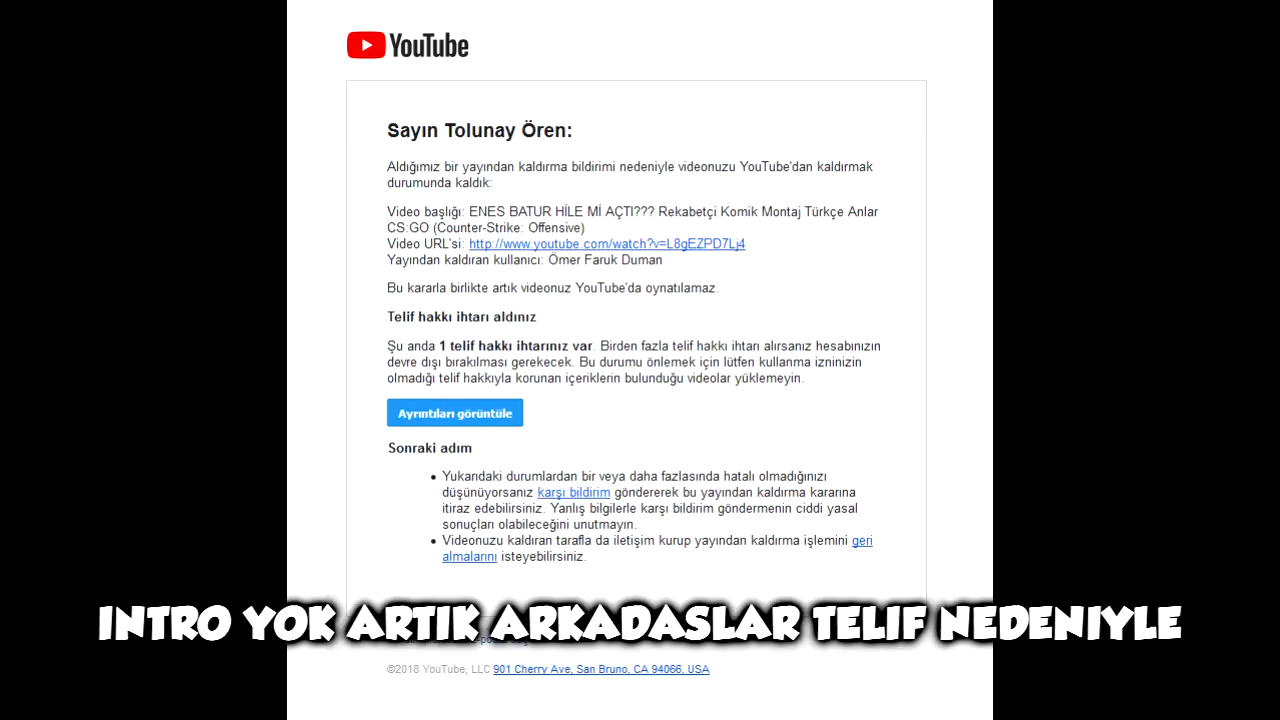 YouTube
Sayın Tolunay Ören:
Aldığımız bir yayından kaldırma bildirimi nedeniyle videonuzu YouTube'dan kaldırmak
durumunda kaldık:
Video başlığı: ENES BATUR HİLE Mİ AÇTI??? Rekabetçi Komik Montaj Türkçe Anlar
CS:GO (Counter-Strike: Offensive)
Video URL'si: http://www.youtube.com/watch?v=L8gEZPD7Lj4
Yayından kaldıran kullanıcı: Ömer Faruk Duman
Bu kararla birlikte artık videonuz YouTube'da oynatılamaz.
Telif hakkı ihtarı aldınız
Şu anda 1 telif hakkı ihtarınız var. Birden fazla telif hakkı ihtarı alırsanız hesabınızın
devre dışı bırakılması gerekecek. Bu durumu önlemek için lütfen kullanma izninizin
olmadığı telif hakkıyla korunan içeriklerin bulunduğu videolar yüklemeyin.
Ayrıntıları görüntüle
Sonraki adım
• Yukarıdaki durumlardan bir veya daha fazlasında hatalı olmadığınızı
düşünüyorsanız karşı bildirim göndererek bu yayından kaldırma kararına
itiraz edebilirsiniz. Yanlış bilgilerle karşı bildirim göndermenin ciddi yasal
sonuçları olabileceğini unutmayın.
• Videonuzu kaldıran tarafla da iletişim kurup yayından kaldırma işlemini geri
almalarını isteyebilirsiniz.
INTRO YOK ARTIK ARKADASLAR TELIF NEDENIYLE
©2018 YouTube, LLC 901 Cherry Ave, San Bruno, CA 94066, USA